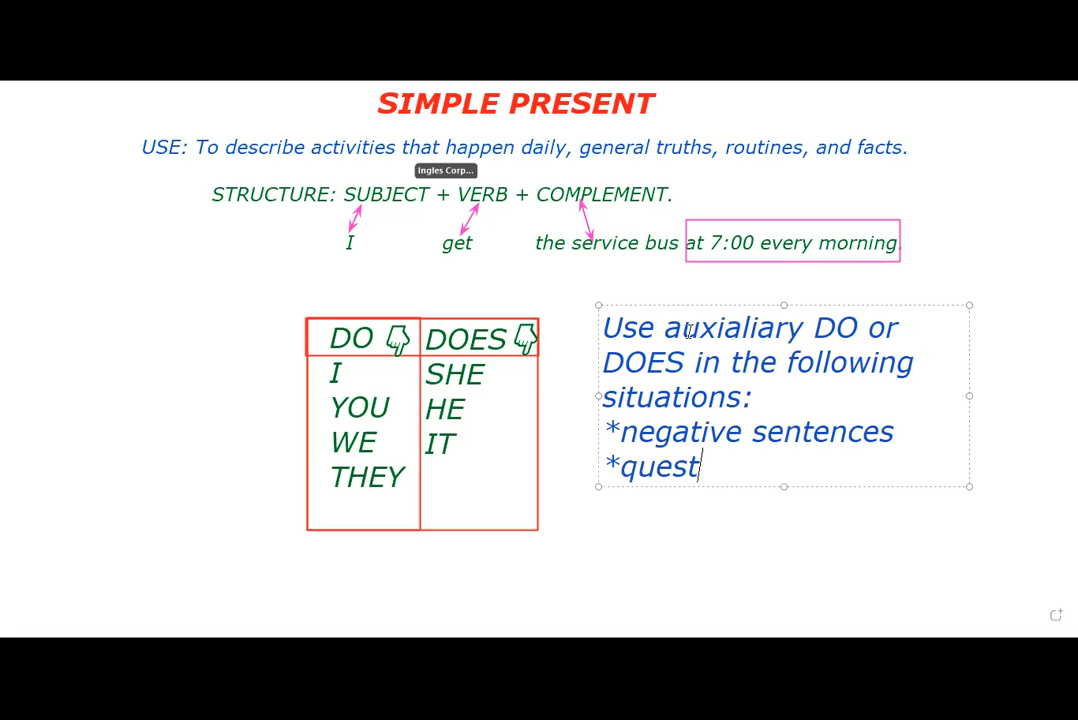 SIMPLE PRESENT
USE: To describe activities that happen daily, general truths, routines, and facts.
Ingles Corp...
STRUCTURE: SUBJECT + VERB + COMPLEMENT.
I get the service bus at 7:00 every morning.
DO DOES
I SHE
YOU HE
WE IT
THEY
Use auxialiary DO or
DOES in the following
situations:
*negative sentences
*quest